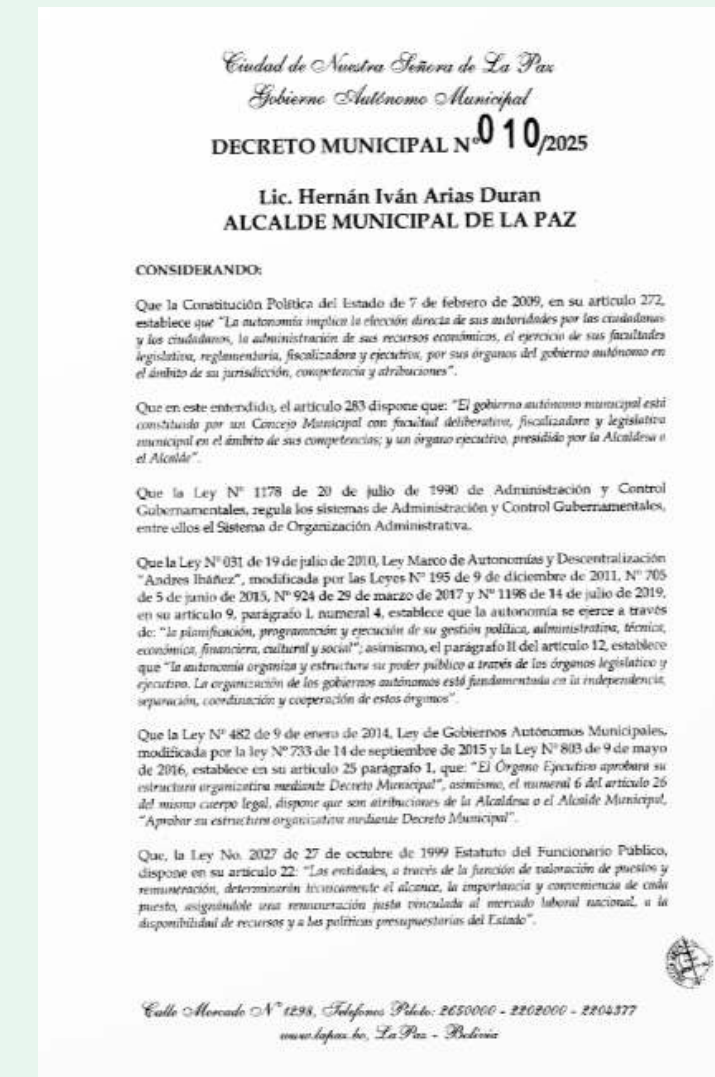 Ciudad de Nuestra Señora de La Paz
Gobierno Autónomo Municipal
DECRETO MUNICIPAL N° 010/2025
Lic. Hernán Iván Arias Duran
ALCALDE MUNICIPAL DE LA PAZ
CONSIDERANDO:
Que la Constitución Política del Estado de 7 de febrero de 2009, en su artículo 272,
establece que "La autonomía implica la elección directa de sus autoridades por las ciudadanas
y los ciudadanos, la administración de sus recursos económicos, el ejercicio de sus facultades
legislativa, reglamentaria, fiscalizadora y ejecutiva, por sus órganos del gobierno autónomo en
el ámbito de su jurisdicción, competencia y atribuciones".
Que en este entendido, el artículo 283 dispone que: "El gobierno autónomo municipal está
constituido por un Concejo Municipal con facultad deliberativa, fiscalizadora y legislativa
municipal en el ámbito de sus competencias; y un órgano ejecutivo, presidido por la Alcaldesa o
el Alcalde".
Que la Ley N° 1178 de 20 de julio de 1990 de Administración y Control
Gubernamentales, regula los sistemas de Administración y Control Gubernamentales,
entre ellos el Sistema de Organización Administrativa.
Que la Ley N° 031 de 19 de julio de 2010, Ley Marco de Autonomías y Descentralización
"Andres Ibáñez", modificada por las Leyes N° 195 de 9 de diciembre de 2011, N° 705
de 5 de junio de 2015, N° 924 de 29 de marzo de 2017 y N° 1198 de 14 de julio de 2019,
en su artículo 9, parágrafo I, numeral 4, establece que la autonomía se ejerce a través
de: "la planificación, programación y ejecución de su gestión política, administrativa, técnica,
económica, financiera, cultural y social"; asimismo, el parágrafo II del artículo 12, establece
que "la autonomía organiza y estructura su poder público a través de los órganos legislativo y
ejecutivo. La organización de los gobiernos autónomos está fundamentada en la independencia,
separación, coordinación y cooperación de estos órganos".
Que la Ley N° 482 de 9 de enero de 2014, Ley de Gobiernos Autónomos Municipales,
modificada por la ley N° 733 de 14 de septiembre de 2015 y la Ley N° 803 de 9 de mayo
de 2016, establece en su artículo 25 parágrafo 1, que: "El Órgano Ejecutivo aprobara su
estructura organizativa mediante Decreto Municipal", asimismo, el numeral 6 del artículo 26
del mismo cuerpo legal, dispone que son atribuciones de la Alcaldesa o el Alcalde Municipal,
"Aprobar su estructura organizativa mediante Decreto Municipal".
Que, la Ley No. 2027 de 27 de octubre de 1999 Estatuto del Funcionario Público,
dispone en su artículo 22: "Las entidades, a través de la función de valoración de puestos y
remuneración, determinarán técnicamente el alcance, la importancia y conveniencia de cada
puesto, asignándole una remuneración justa vinculada al mercado laboral nacional, a la
disponibilidad de recursos y a las políticas presupuestarias del Estado".
Calle Mercado N° 1298, Telefonos Piloto: 2650000 - 2202000 - 2204377
www.lapaz.bo, La Paz - Bolivia